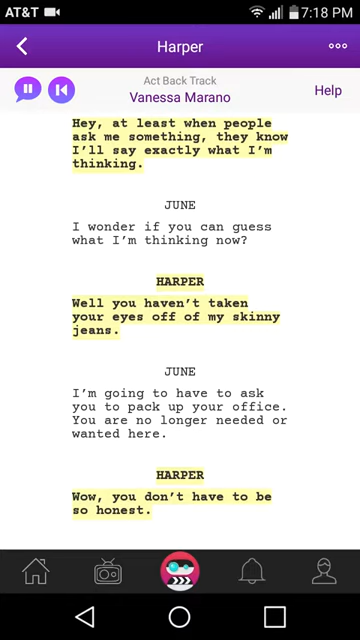 AT&T 7:18 PM
Harper
Act Back Track
Vanessa Marano
Help
Hey, at least when people
ask me something, they know
I'll say exactly what I'm
thinking.
JUNE
I wonder if you can guess
what I'm thinking now?
HARPER
Well you haven't taken
your eyes off of my skinny
jeans.
JUNE
I'm going to have to ask
you to pack up your office.
You are no longer needed or
wanted here.
HARPER
Wow, you don't have to be
so honest.